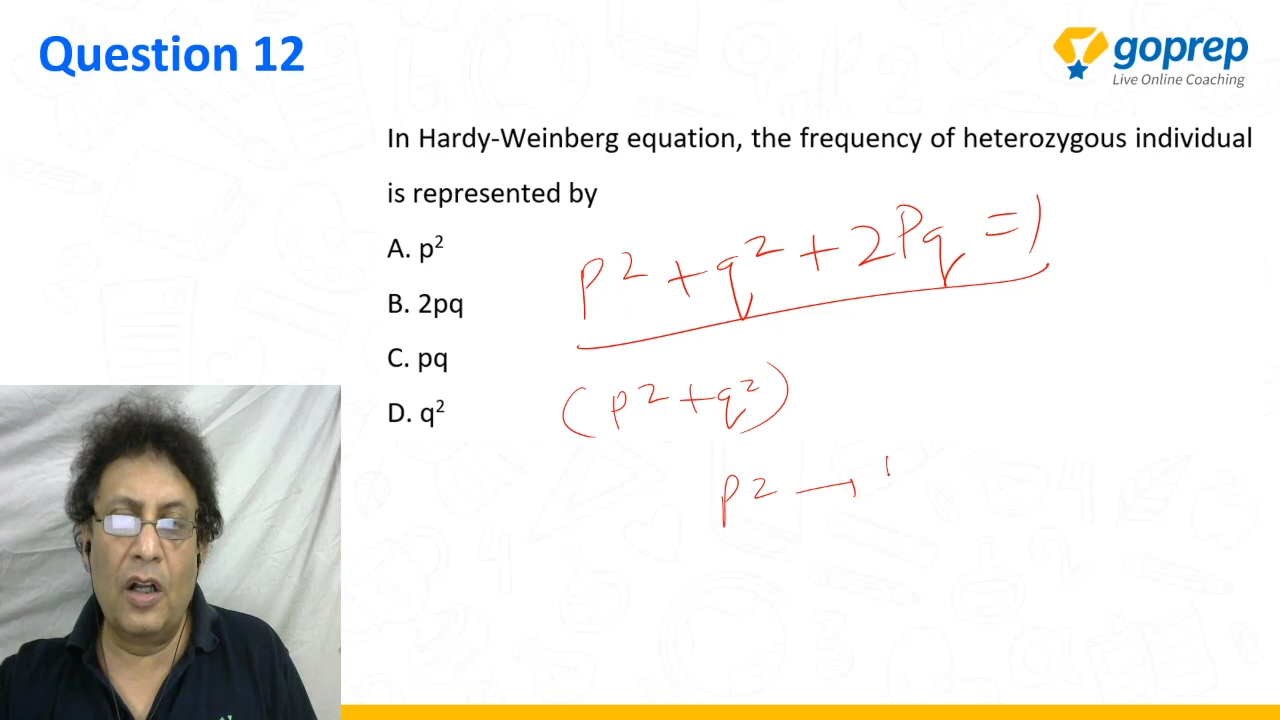 Question 12
goprep
Live Online Coaching
In Hardy-Weinberg equation, the frequency of heterozygous individual
is represented by
A. p²
B. 2pq
C. pq
D. q²
p² + q² + 2Pq = 1
(p² + q²)
p² →